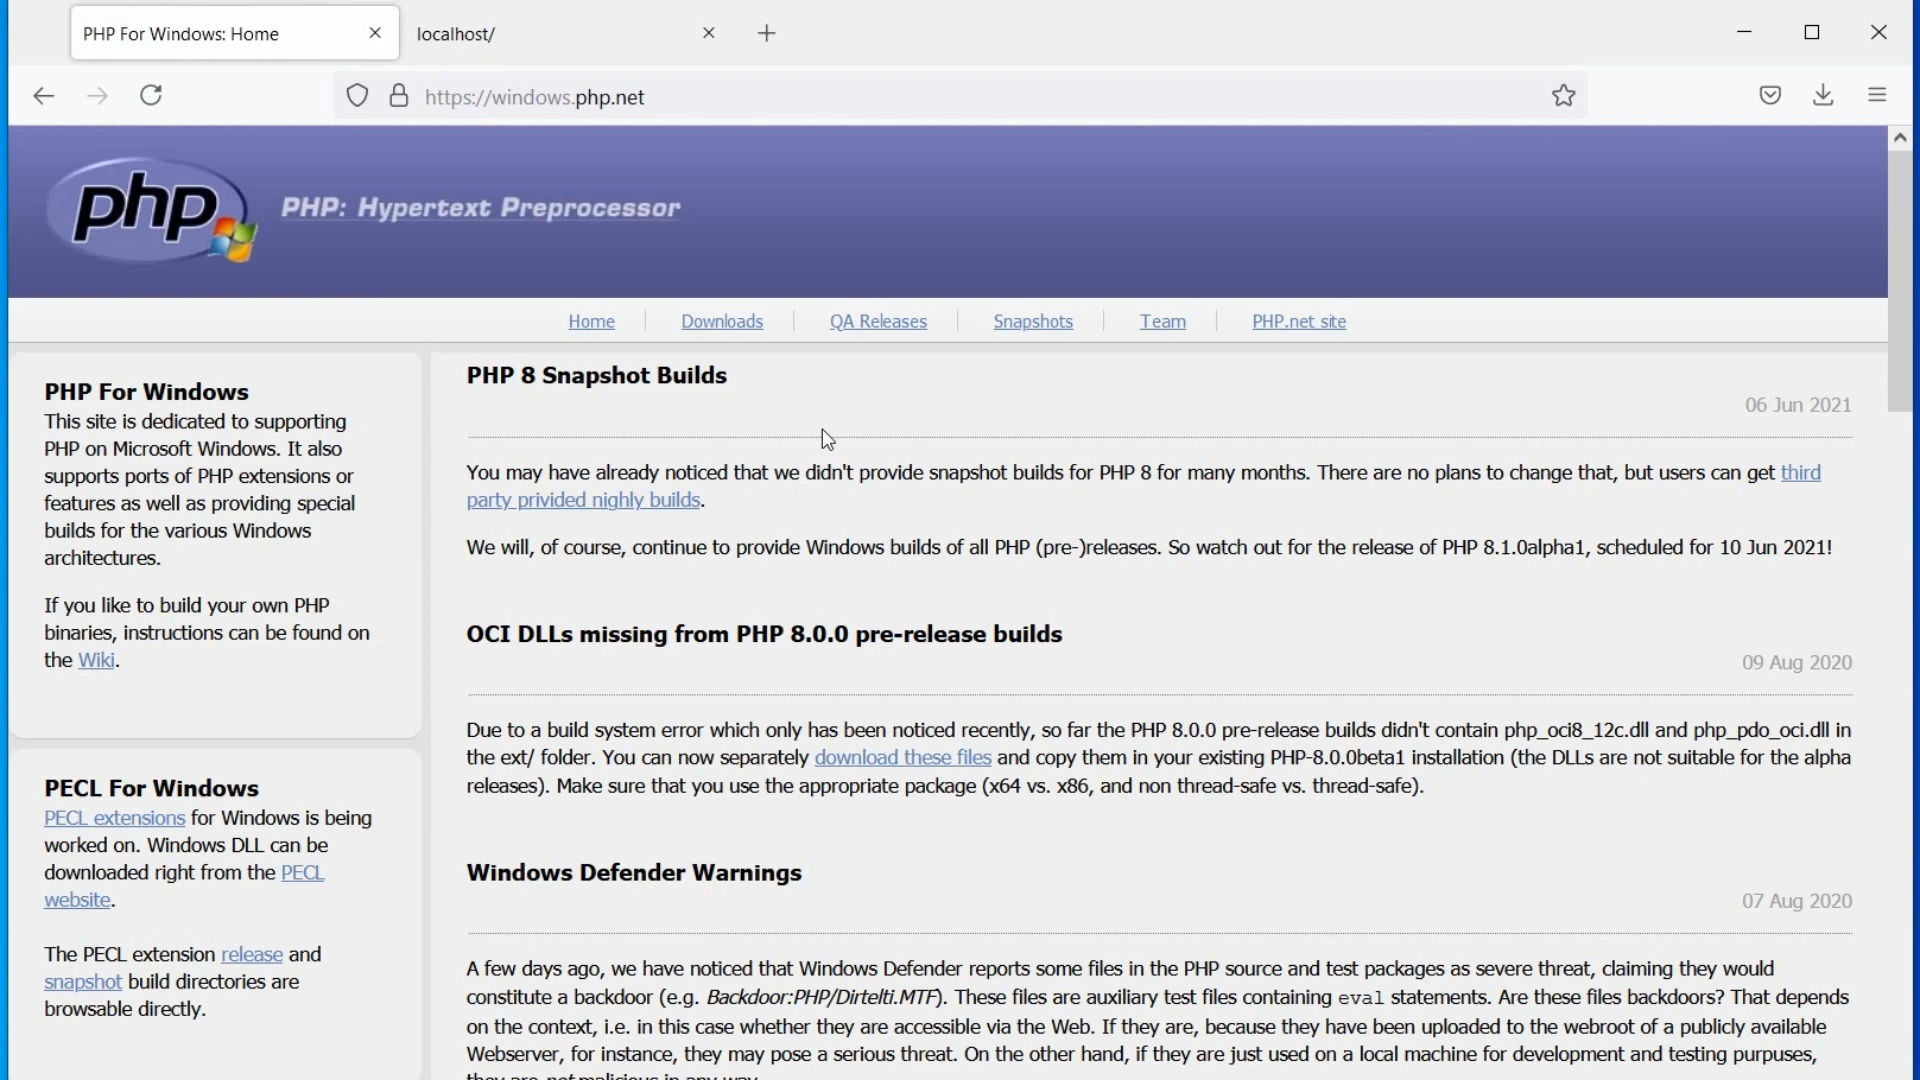 PHP For Windows: Home
localhost/
https://windows.php.net
php
PHP: Hypertext Preprocessor
Home
Downloads
QA Releases
Snapshots
Team
PHP.net site
PHP For Windows
This site is dedicated to supporting
PHP on Microsoft Windows. It also
supports ports of PHP extensions or
features as well as providing special
builds for the various Windows
architectures.
If you like to build your own PHP
binaries, instructions can be found on
the Wiki.
PECL For Windows
PECL extensions for Windows is being
worked on. Windows DLL can be
downloaded right from the PECL
website.
The PECL extension release and
snapshot build directories are
browsable directly.
PHP 8 Snapshot Builds
06 Jun 2021
You may have already noticed that we didn't provide snapshot builds for PHP 8 for many months. There are no plans to change that, but users can get third
party privided nighly builds.
We will, of course, continue to provide Windows builds of all PHP (pre-)releases. So watch out for the release of PHP 8.1.0alpha1, scheduled for 10 Jun 2021!
OCI DLLs missing from PHP 8.0.0 pre-release builds
09 Aug 2020
Due to a build system error which only has been noticed recently, so far the PHP 8.0.0 pre-release builds didn't contain php_oci8_12c.dll and php_pdo_oci.dll in
the ext/ folder. You can now separately download these files and copy them in your existing PHP-8.0.0beta1 installation (the DLLs are not suitable for the alpha
releases). Make sure that you use the appropriate package (x64 vs. x86, and non thread-safe vs. thread-safe).
Windows Defender Warnings
07 Aug 2020
A few days ago, we have noticed that Windows Defender reports some files in the PHP source and test packages as severe threat, claiming they would
constitute a backdoor (e.g. Backdoor:PHP/Dirtelti.MTF). These files are auxiliary test files containing eval statements. Are these files backdoors? That depends
on the context, i.e. in this case whether they are accessible via the Web. If they are, because they have been uploaded to the webroot of a publicly available
Webserver, for instance, they may pose a serious threat. On the other hand, if they are just used on a local machine for development and testing purpuses,
they are not malicious in any way.